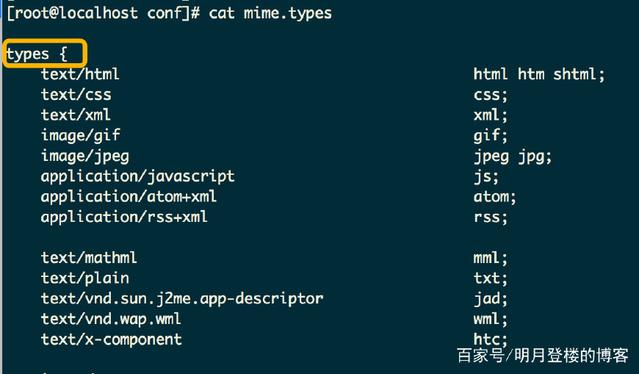 [root@localhost conf]# cat mime.types
types {
text/html html htm shtml;
text/css css;
text/xml xml;
image/gif gif;
image/jpeg jpeg jpg;
application/javascript js;
application/atom+xml atom;
application/rss+xml rss;
text/mathml mml;
text/plain txt;
text/vnd.sun.j2me.app-descriptor jad;
text/vnd.wap.wml wml;
text/x-component htc;
百家号/明月登楼的博客